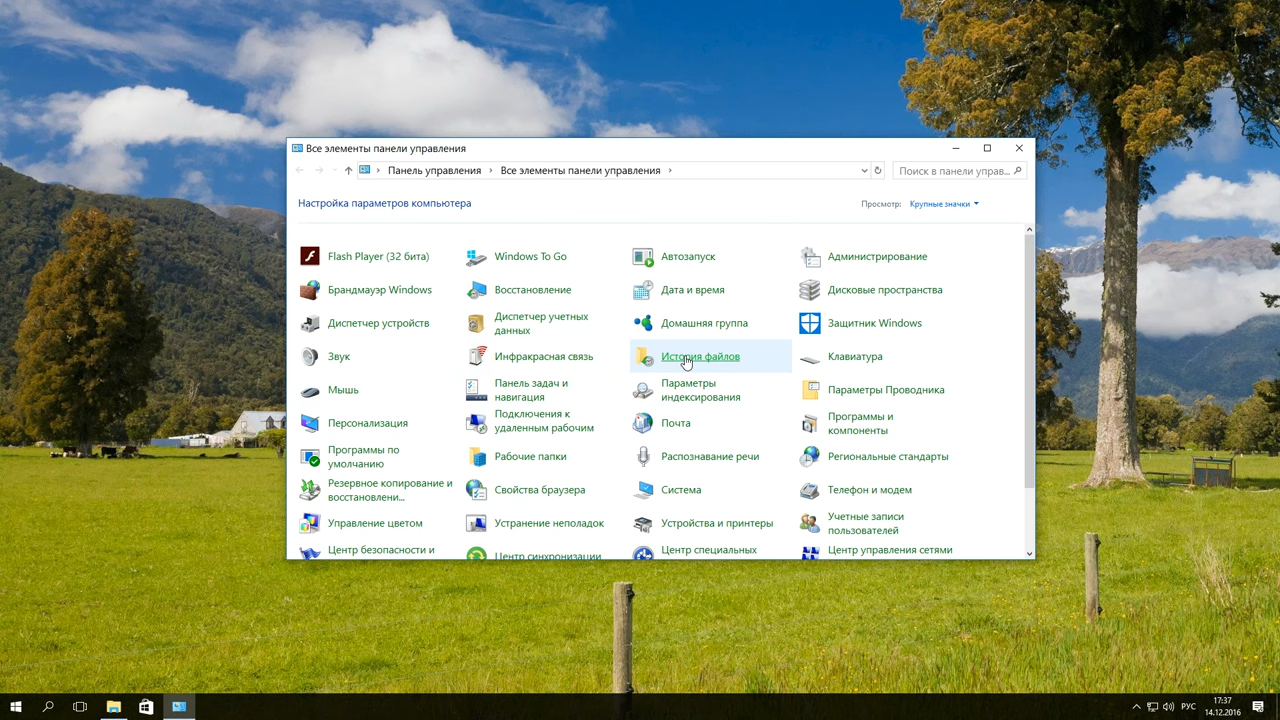 Все элементы панели управления
Панель управления
Все элементы панели управления
Поиск в панели управ...
Настройка параметров компьютера
Просмотр:
Крупные значки
Flash Player (32 бита)
Windows To Go
Автозапуск
Администрирование
Брандмауэр Windows
Восстановление
Дата и время
Дисковые пространства
Диспетчер устройств
Диспетчер учетных
данных
Домашняя группа
Защитник Windows
Звук
Инфракрасная связь
История файлов
Клавиатура
Мышь
Панель задач и
навигация
Параметры
индексирования
Параметры Проводника
Персонализация
Подключения к
удаленным рабочим
Почта
Программы и
компоненты
Программы по
умолчанию
Рабочие папки
Распознавание речи
Региональные стандарты
Резервное копирование и
восстановлени...
Свойства браузера
Система
Телефон и модем
Управление цветом
Устранение неполадок
Устройства и принтеры
Учетные записи
пользователей
Центр безопасности и
Центр синхронизации
Центр специальных
Центр управления сетями
РУС
17:37
14.12.2016